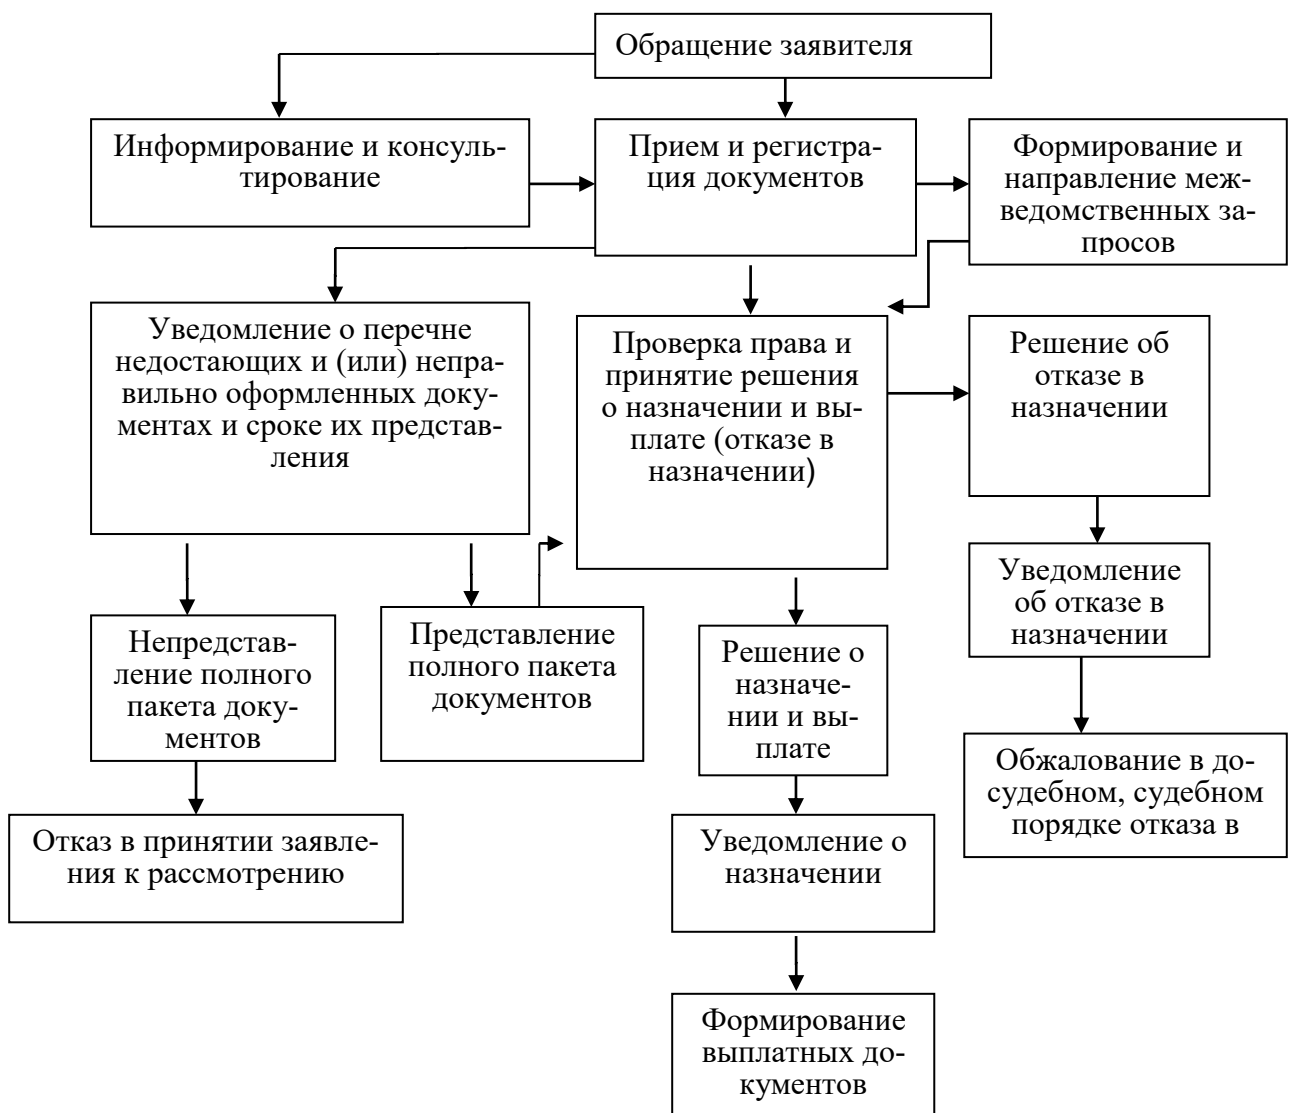 Обращение заявителя
Информирование и консуль-
тирование
Прием и регистра-
ция документов
Формирование и
направление меж-
ведомственных за-
просов
Уведомление о перечне
недостающих и (или) непра-
вильно оформленных доку-
ментах и сроке их представ-
ления
Проверка права и
принятие решения
о назначении и вы-
плате (отказе в
назначении)
Решение об
отказе в
назначении
Уведомление
об отказе в
назначении
Непредстав-
ление полного
пакета доку-
ментов
Представление
полного пакета
документов
Решение о
назначе-
нии и вы-
плате
Обжалование в до-
судебном, судебном
порядке отказа в
Отказ в принятии заявле-
ния к рассмотрению
Уведомление о
назначении
Формирование
выплатных до-
кументов